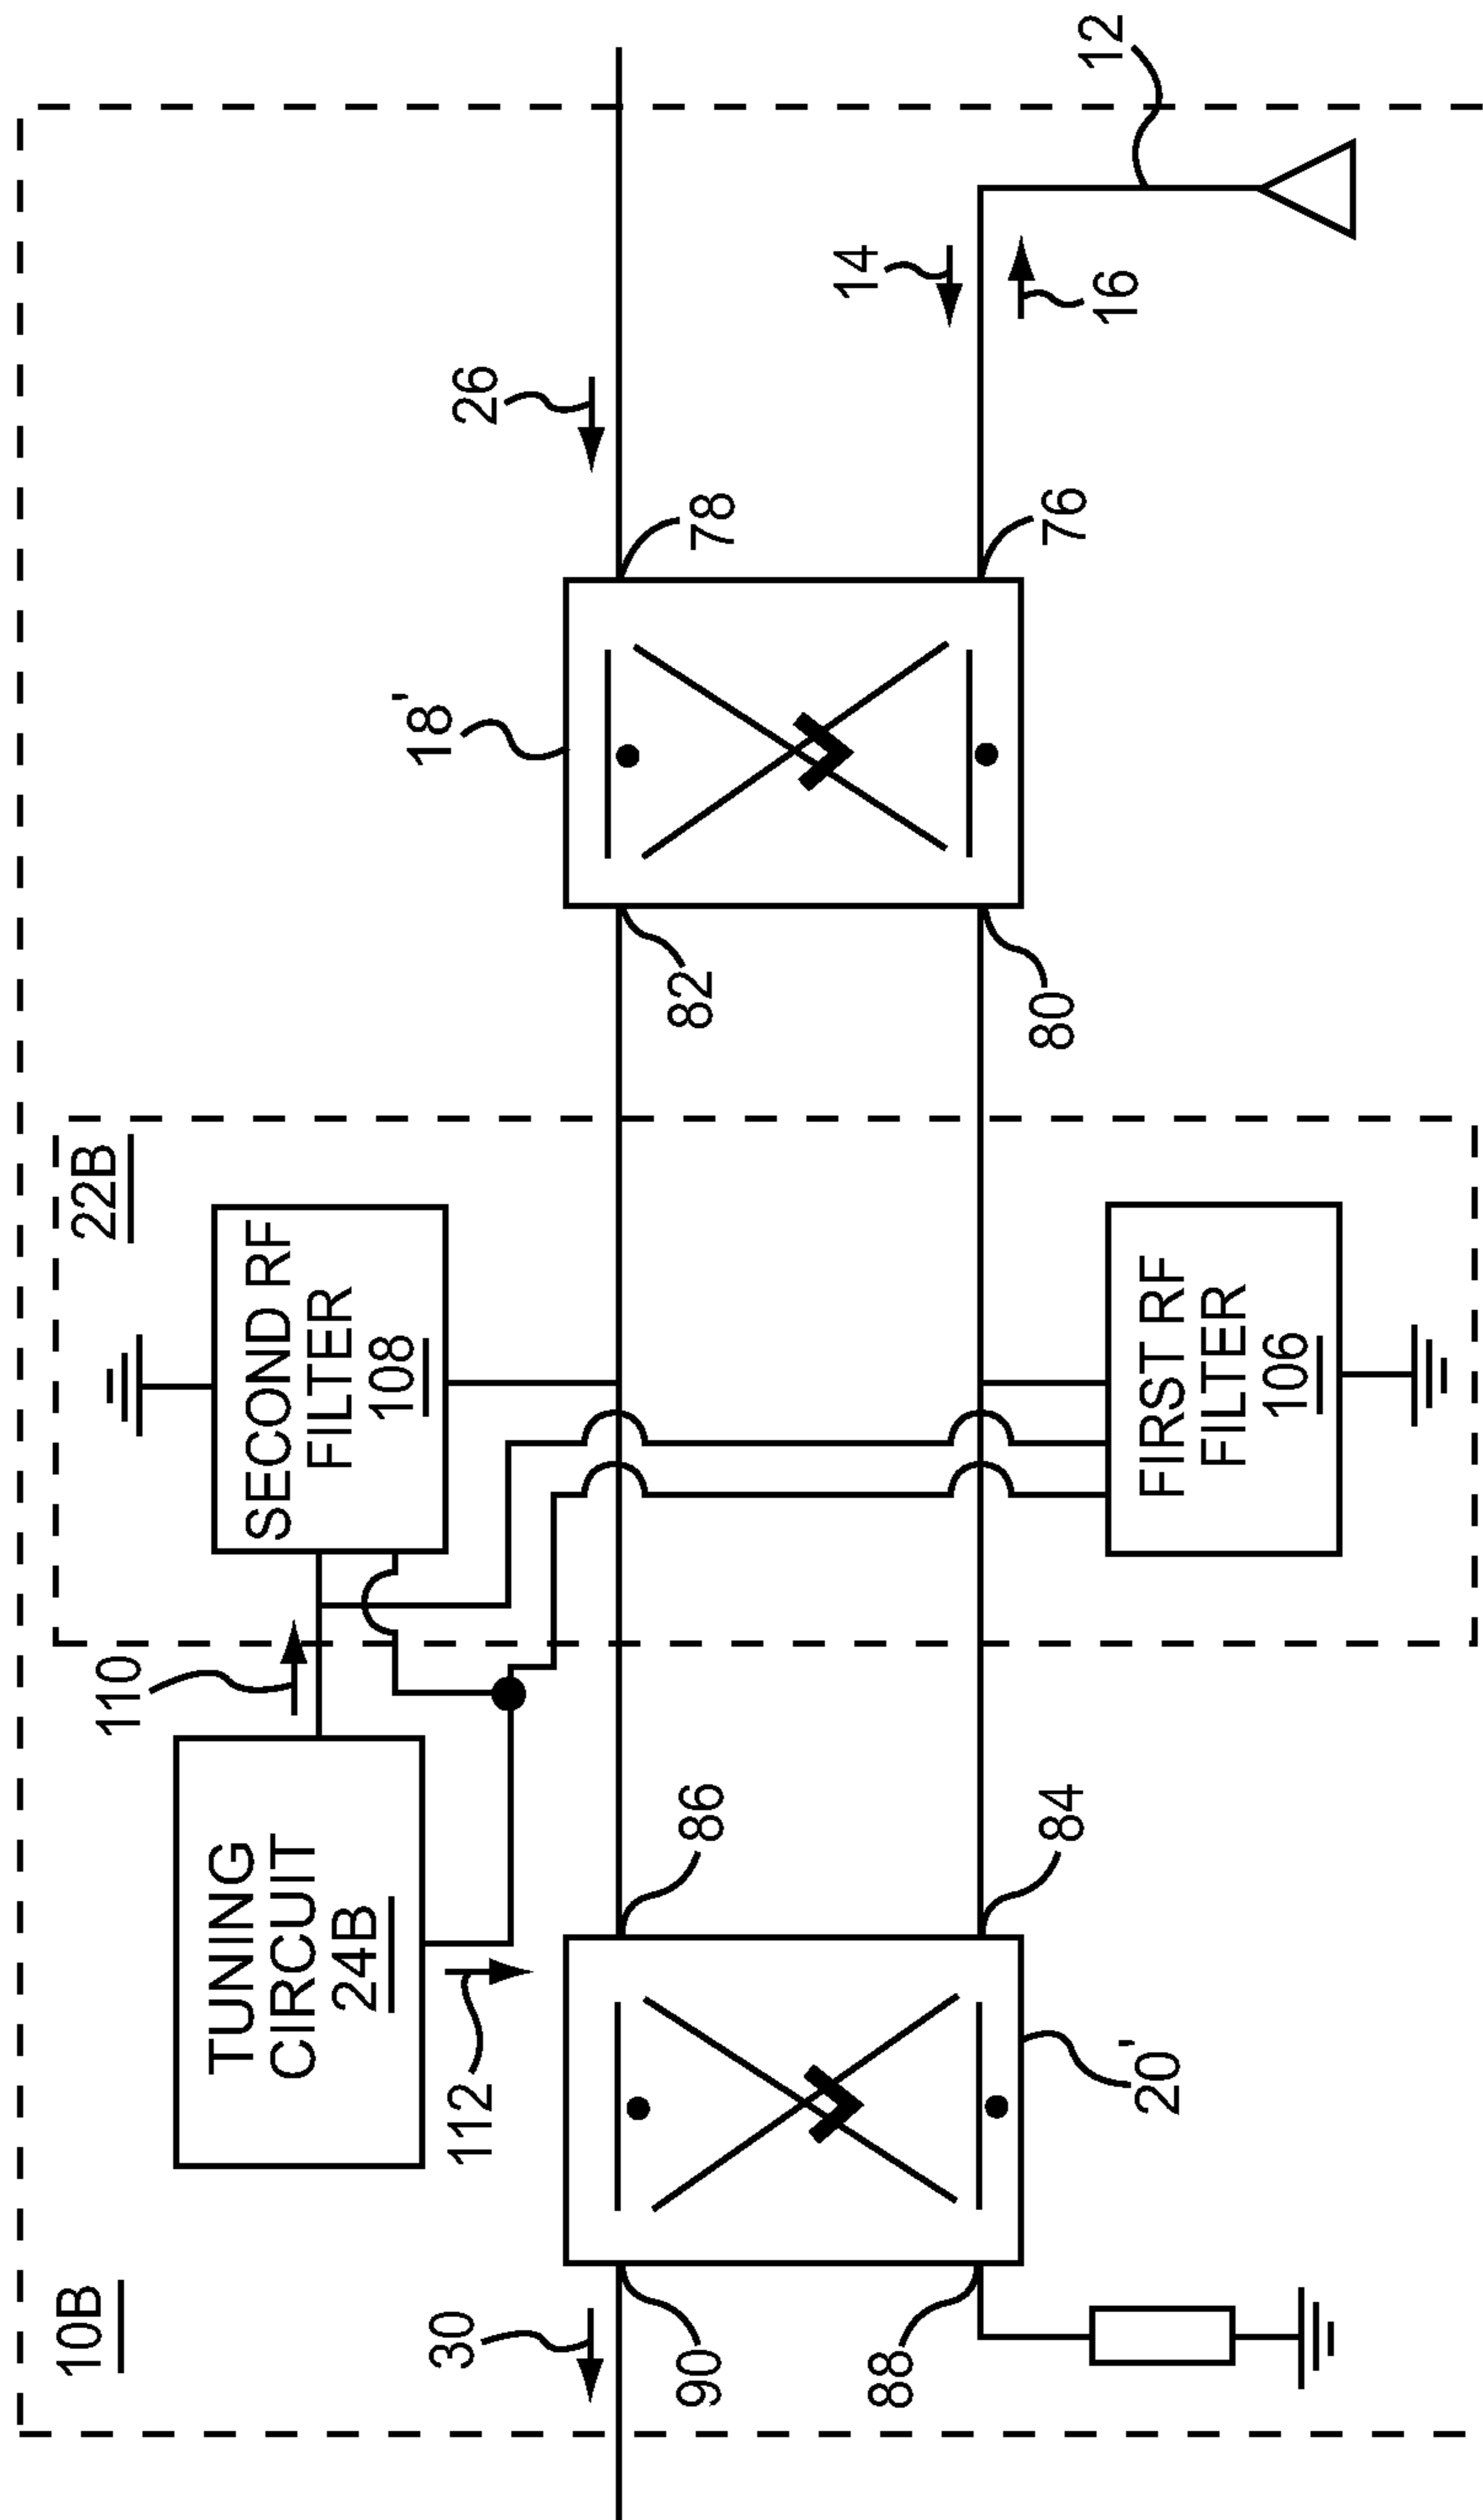 10B
TUNING
CIRCUIT
24B
110
112
22B
SECOND RF
FILTER
108
FIRST RF
FILTER
106
18'
20'
26
14
16
12
30
90
88
86
84
82
80
78
76